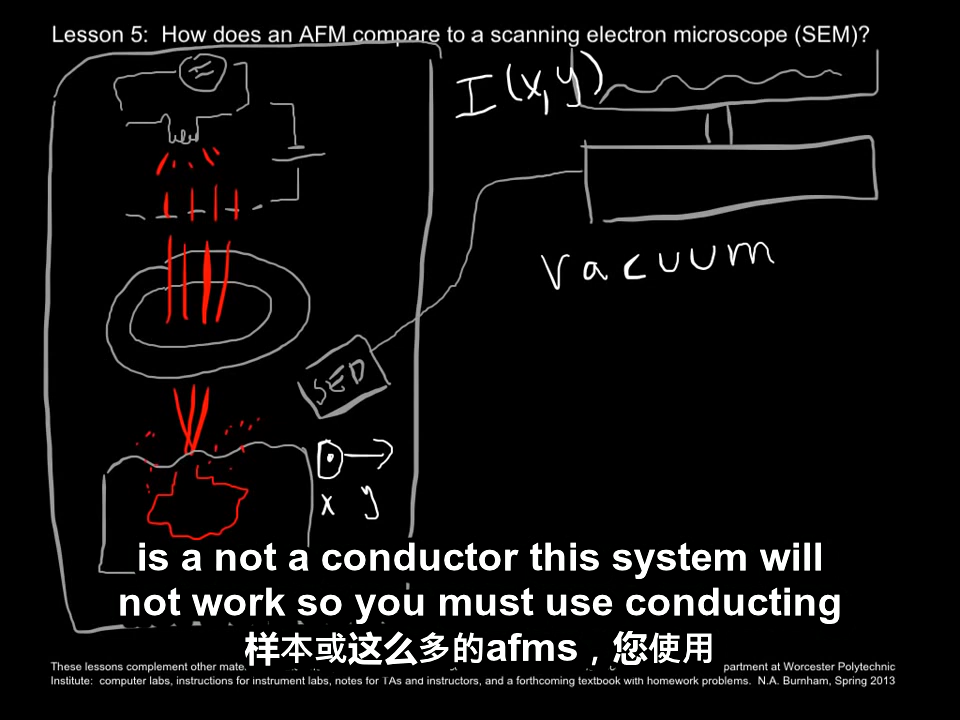 Lesson 5:  How does an AFM compare to a scanning electron microscope (SEM)?
I(x,y)
vacuum
SED
x y
is a not a conductor this system will
not work so you must use conducting
样本或这么多的afms，您使用
These lessons complement other mate
partment at Worcester Polytechnic
Institute:  computer labs, instructions for instrument labs, notes for TAs and instructors, and a forthcoming textbook with homework problems.  N.A. Burnham, Spring 2013